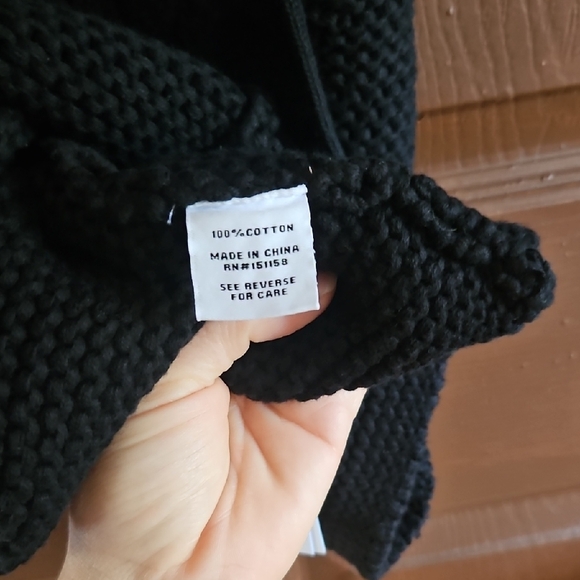 100% COTTON
MADE IN CHINA
RN#151158
SEE REVERSE
FOR CARE